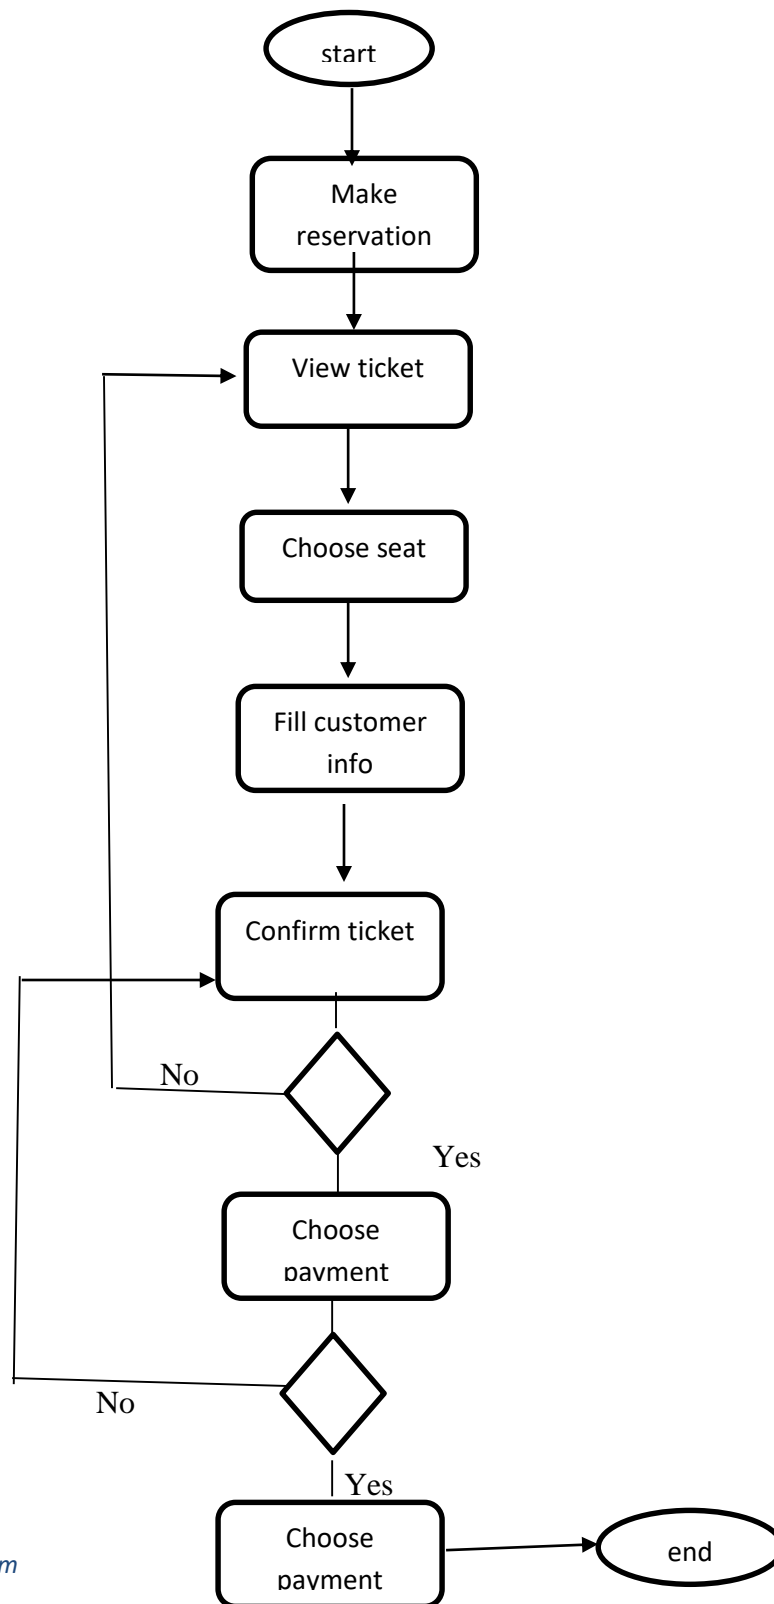 start
Make
reservation
View ticket
Choose seat
Fill customer
info
Confirm ticket
No
Yes
Choose
payment
No
Yes
Choose
payment
end
m